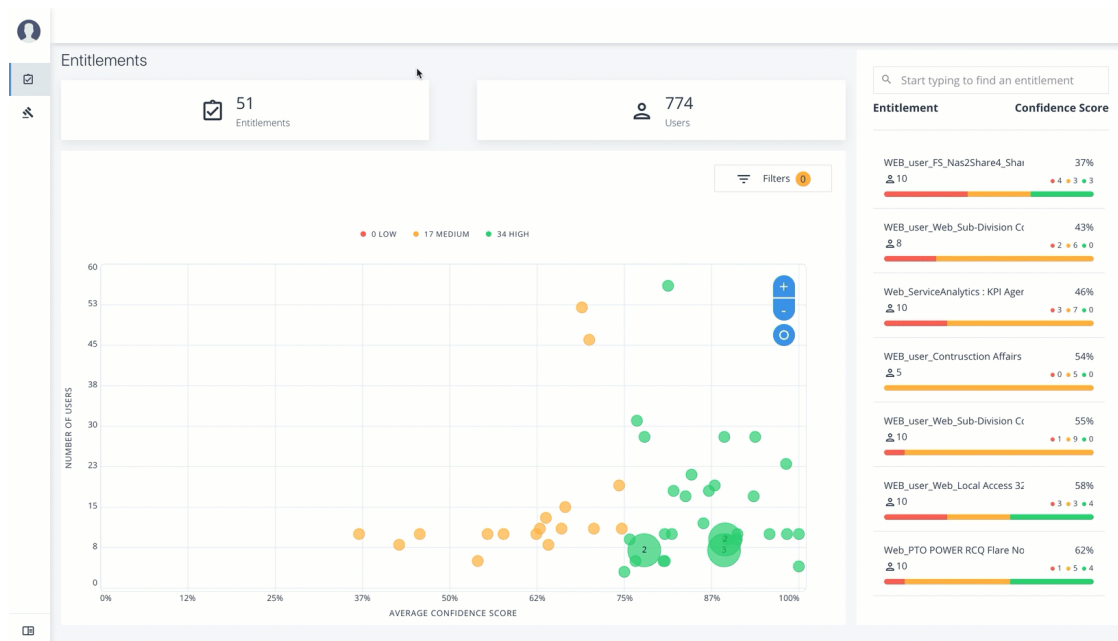 Entitlements
51
Entitlements
774
Users
Filters 0
0 LOW 17 MEDIUM 34 HIGH
60
53
45
38
30
23
15
8
0
NUMBER OF USERS
+
-
2
2
3
0% 12% 25% 37% 50% 62% 75% 87% 100%
AVERAGE CONFIDENCE SCORE
Start typing to find an entitlement
Entitlement Confidence Score
WEB_user_FS_Nas2Share4_Shar 37%
10 4 3 3
WEB_user_Web_Sub-Division Cc 43%
8 2 6 0
Web_ServiceAnalytics : KPI Ager 46%
10 3 7 0
WEB_user_Contrusction Affairs 54%
5 0 5 0
WEB_user_Web_Sub-Division Cc 55%
10 1 9 0
WEB_user_Web_Local Access 32 58%
10 3 3 4
Web_PTO POWER RCQ Flare No 62%
10 1 5 4